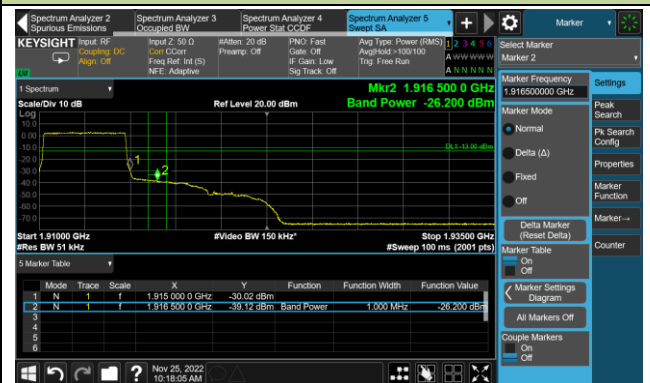 Spectrum Analyzer 2
Spurious Emissions
Spectrum Analyzer 3
Occupied BW
Spectrum Analyzer 4
Power Stat CCDF
Spectrum Analyzer 5
Swept SA
Marker
KEYSIGHT
Input: RF
Coupling: DC
Align: Off
Input Z: 50 Ω
Corr CCorr
Freq Ref: Int (S)
NFE: Adaptive
#Atten: 20 dB
Preamp: Off
PNO: Fast
Gate: Off
IF Gain: Low
Sig Track: Off
Avg Type: Power (RMS)
Avg|Hold:>100/100
Trig: Free Run
1 2 3 4 5 6
A W W W W W
A N N N N N
Select Marker
Marker 2
1 Spectrum
Mkr2 1.916 500 0 GHz
Scale/Div 10 dB
Ref Level 20.00 dBm
Band Power -26.200 dBm
Log
10.0
0.00
-10.0
-20.0
-30.0
-40.0
-50.0
-60.0
-70.0
DL1 -13.00 dBm
1
2
Start 1.91000 GHz
#Video BW 150 kHz*
Stop 1.93500 GHz
#Res BW 51 kHz
#Sweep 100 ms (2001 pts)
5 Marker Table
Mode Trace Scale X Y Function Function Width Function Value
1 N 1 f 1.915 000 0 GHz -30.02 dBm
2 N 1 f 1.916 500 0 GHz -39.12 dBm Band Power 1.000 MHz -26.200 dBm
3
4
5
6
Marker Frequency
1.916500000 GHz
Marker Mode
Normal
Delta (Δ)
Fixed
Off
Delta Marker
(Reset Delta)
Marker Table
On
Off
Marker Settings
Diagram
All Markers Off
Couple Markers
On
Off
Settings
Peak
Search
Pk Search
Config
Properties
Marker
Function
Marker→
Counter
Nov 25, 2022
10:18:05 AM